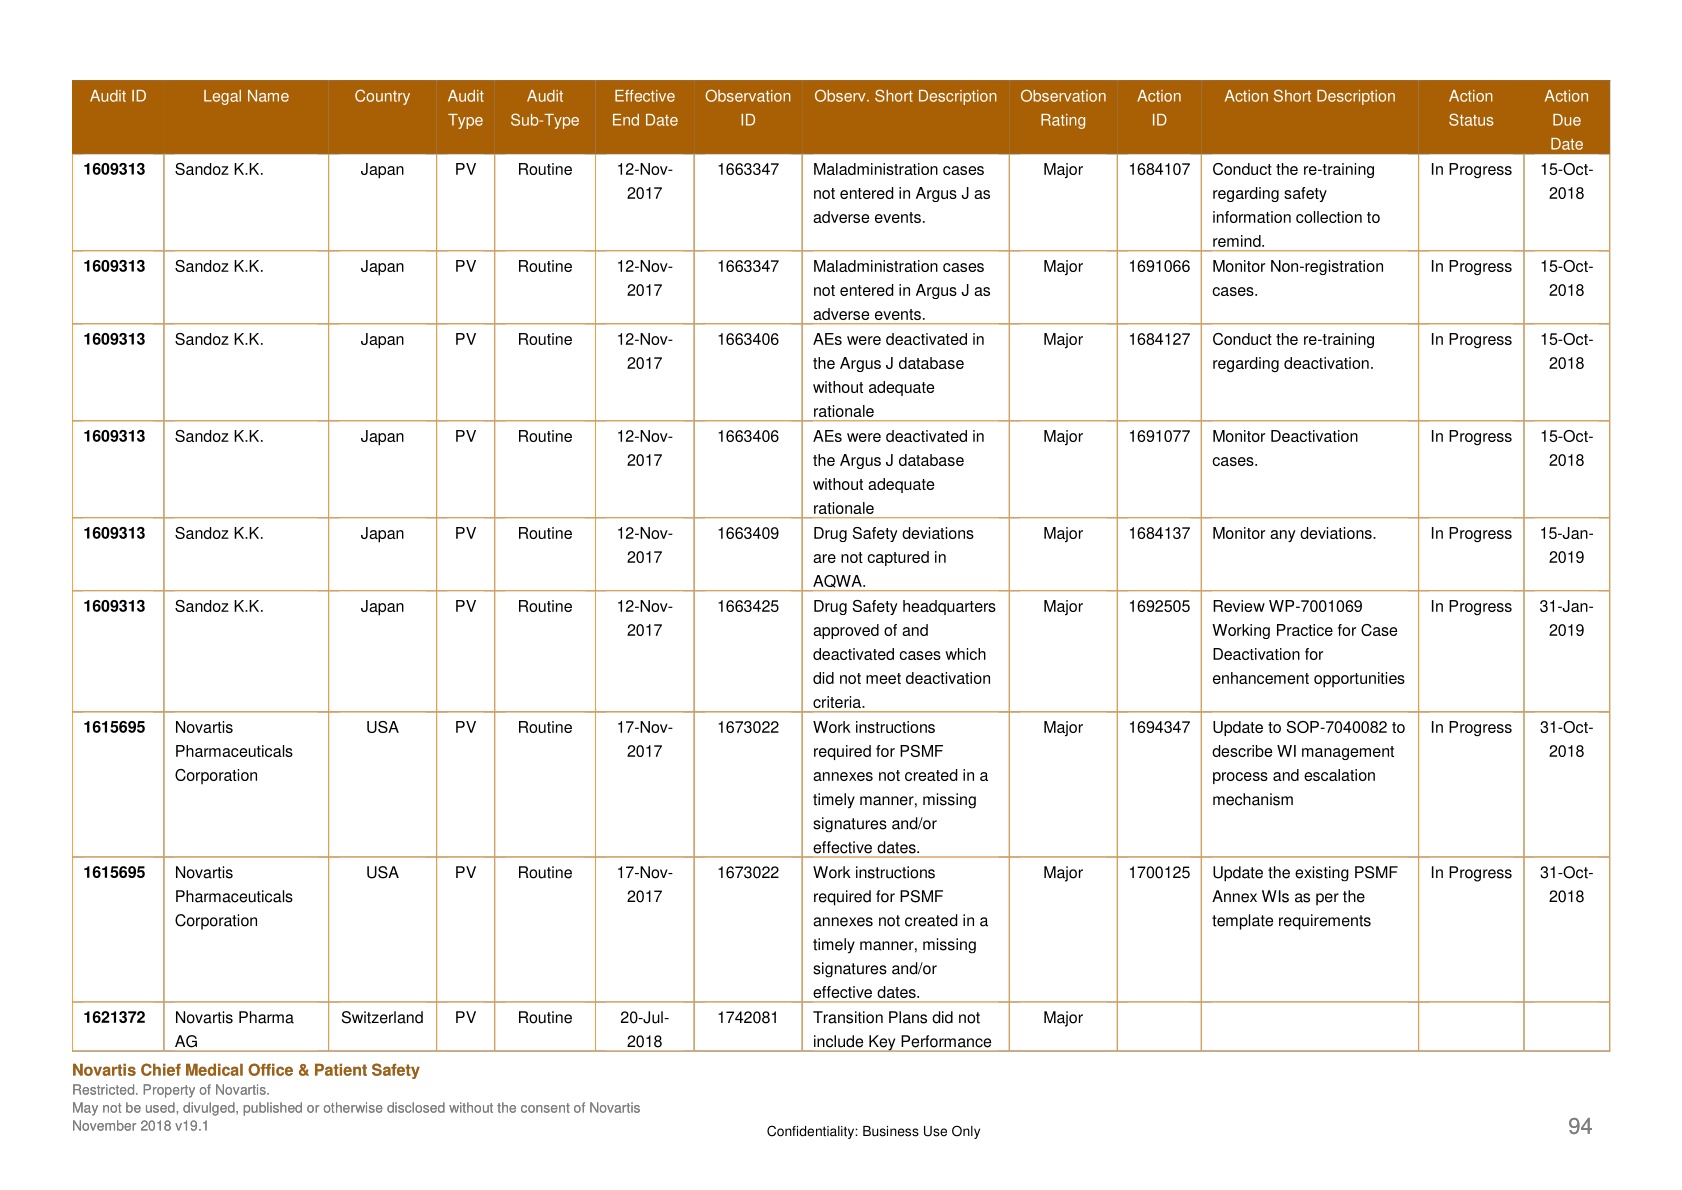 Audit ID Legal Name Country Audit Type Audit Sub-Type Effective End Date Observation ID Observ. Short Description Observation Rating Action ID Action Short Description Action Status Action Due Date
1609313 Sandoz K.K. Japan PV Routine 12-Nov-2017 1663347 Maladministration cases not entered in Argus J as adverse events. Major 1684107 Conduct the re-training regarding safety information collection to remind. In Progress 15-Oct-2018
1609313 Sandoz K.K. Japan PV Routine 12-Nov-2017 1663347 Maladministration cases not entered in Argus J as adverse events. Major 1691066 Monitor Non-registration cases. In Progress 15-Oct-2018
1609313 Sandoz K.K. Japan PV Routine 12-Nov-2017 1663406 AEs were deactivated in the Argus J database without adequate rationale Major 1684127 Conduct the re-training regarding deactivation. In Progress 15-Oct-2018
1609313 Sandoz K.K. Japan PV Routine 12-Nov-2017 1663406 AEs were deactivated in the Argus J database without adequate rationale Major 1691077 Monitor Deactivation cases. In Progress 15-Oct-2018
1609313 Sandoz K.K. Japan PV Routine 12-Nov-2017 1663409 Drug Safety deviations are not captured in AQWA. Major 1684137 Monitor any deviations. In Progress 15-Jan-2019
1609313 Sandoz K.K. Japan PV Routine 12-Nov-2017 1663425 Drug Safety headquarters approved of and deactivated cases which did not meet deactivation criteria. Major 1692505 Review WP-7001069 Working Practice for Case Deactivation for enhancement opportunities In Progress 31-Jan-2019
1615695 Novartis Pharmaceuticals Corporation USA PV Routine 17-Nov-2017 1673022 Work instructions required for PSMF annexes not created in a timely manner, missing signatures and/or effective dates. Major 1694347 Update to SOP-7040082 to describe WI management process and escalation mechanism In Progress 31-Oct-2018
1615695 Novartis Pharmaceuticals Corporation USA PV Routine 17-Nov-2017 1673022 Work instructions required for PSMF annexes not created in a timely manner, missing signatures and/or effective dates. Major 1700125 Update the existing PSMF Annex WIs as per the template requirements In Progress 31-Oct-2018
1621372 Novartis Pharma AG Switzerland PV Routine 20-Jul-2018 1742081 Transition Plans did not include Key Performance Major
Novartis Chief Medical Office & Patient Safety
Restricted. Property of Novartis.
May not be used, divulged, published or otherwise disclosed without the consent of Novartis
November 2018 v19.1
Confidentiality: Business Use Only
94